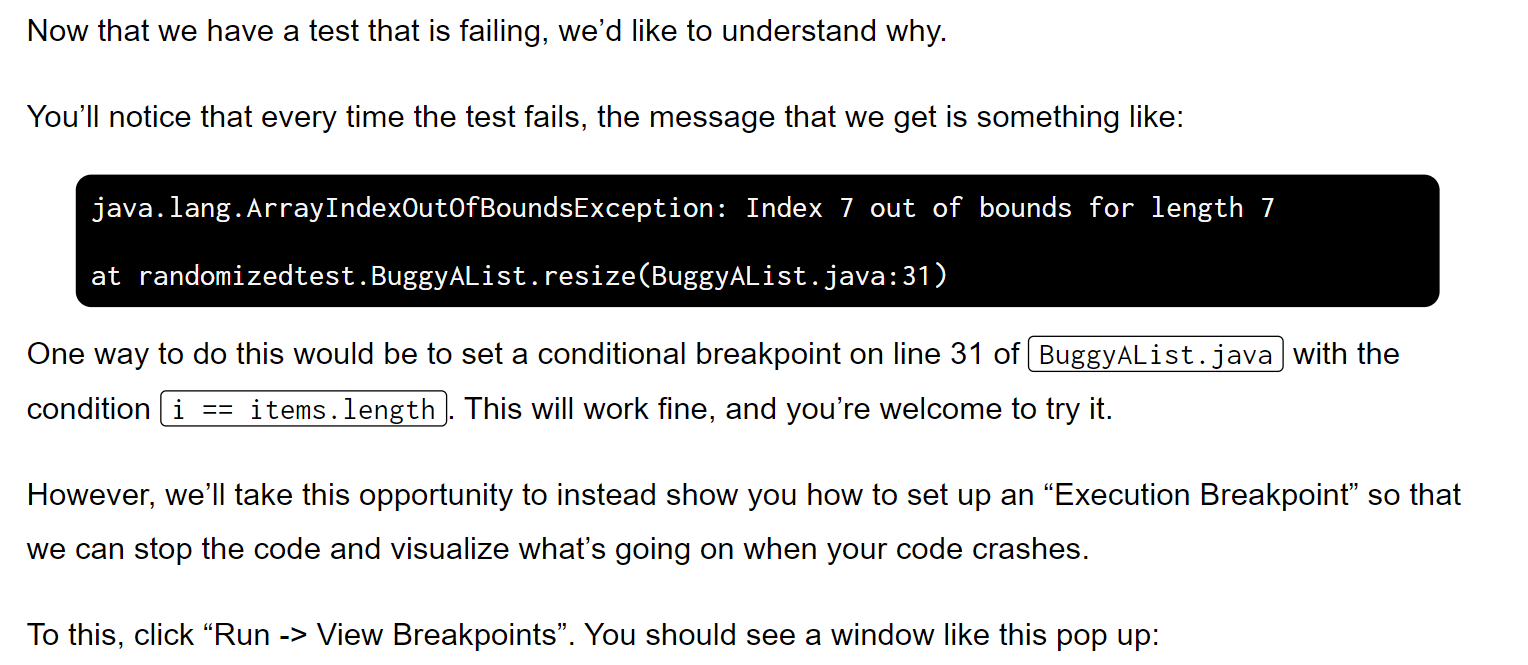 Now that we have a test that is failing, we’d like to understand why.
You’ll notice that every time the test fails, the message that we get is something like:
java.lang.ArrayIndexOutOfBoundsException: Index 7 out of bounds for length 7
at randomizedtest.BuggyAList.resize(BuggyAList.java:31)
One way to do this would be to set a conditional breakpoint on line 31 of BuggyAList.java with the
condition i == items.length. This will work fine, and you’re welcome to try it.
However, we’ll take this opportunity to instead show you how to set up an “Execution Breakpoint” so that
we can stop the code and visualize what’s going on when your code crashes.
To this, click “Run -> View Breakpoints”. You should see a window like this pop up: